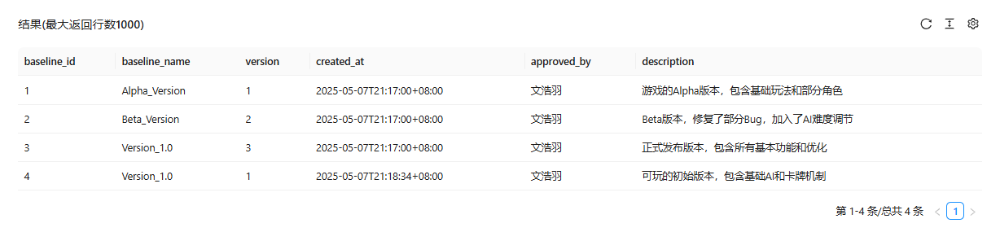 结果(最大返回行数1000)
baseline_id baseline_name version created_at approved_by description
1 Alpha_Version 1 2025-05-07T21:17:00+08:00 文浩羽 游戏的Alpha版本，包含基础玩法和部分角色
2 Beta_Version 2 2025-05-07T21:17:00+08:00 文浩羽 Beta版本，修复了部分Bug，加入了AI难度调节
3 Version_1.0 3 2025-05-07T21:17:00+08:00 文浩羽 正式发布版本，包含所有基本功能和优化
4 Version_1.0 1 2025-05-07T21:18:34+08:00 文浩羽 可玩的初始版本，包含基础AI和卡牌机制
第 1-4 条/总共 4 条 < 1 >